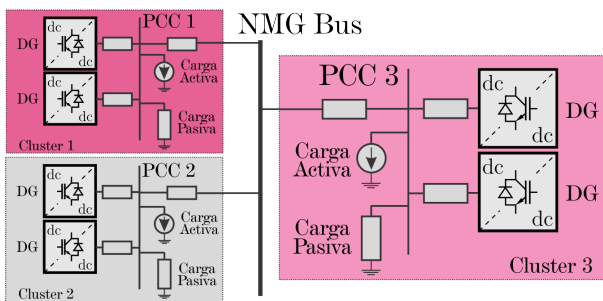 NMG Bus
PCC 1
dc
DG
dc
Carga
Activa
dc
DG
dc
Carga
Pasiva
Cluster 1
PCC 2
dc
DG
dc
Carga
Activa
dc
DG
dc
Carga
Pasiva
Cluster 2
PCC 3
dc
DG
dc
Carga
Activa
dc
DG
dc
Carga
Pasiva
Cluster 3